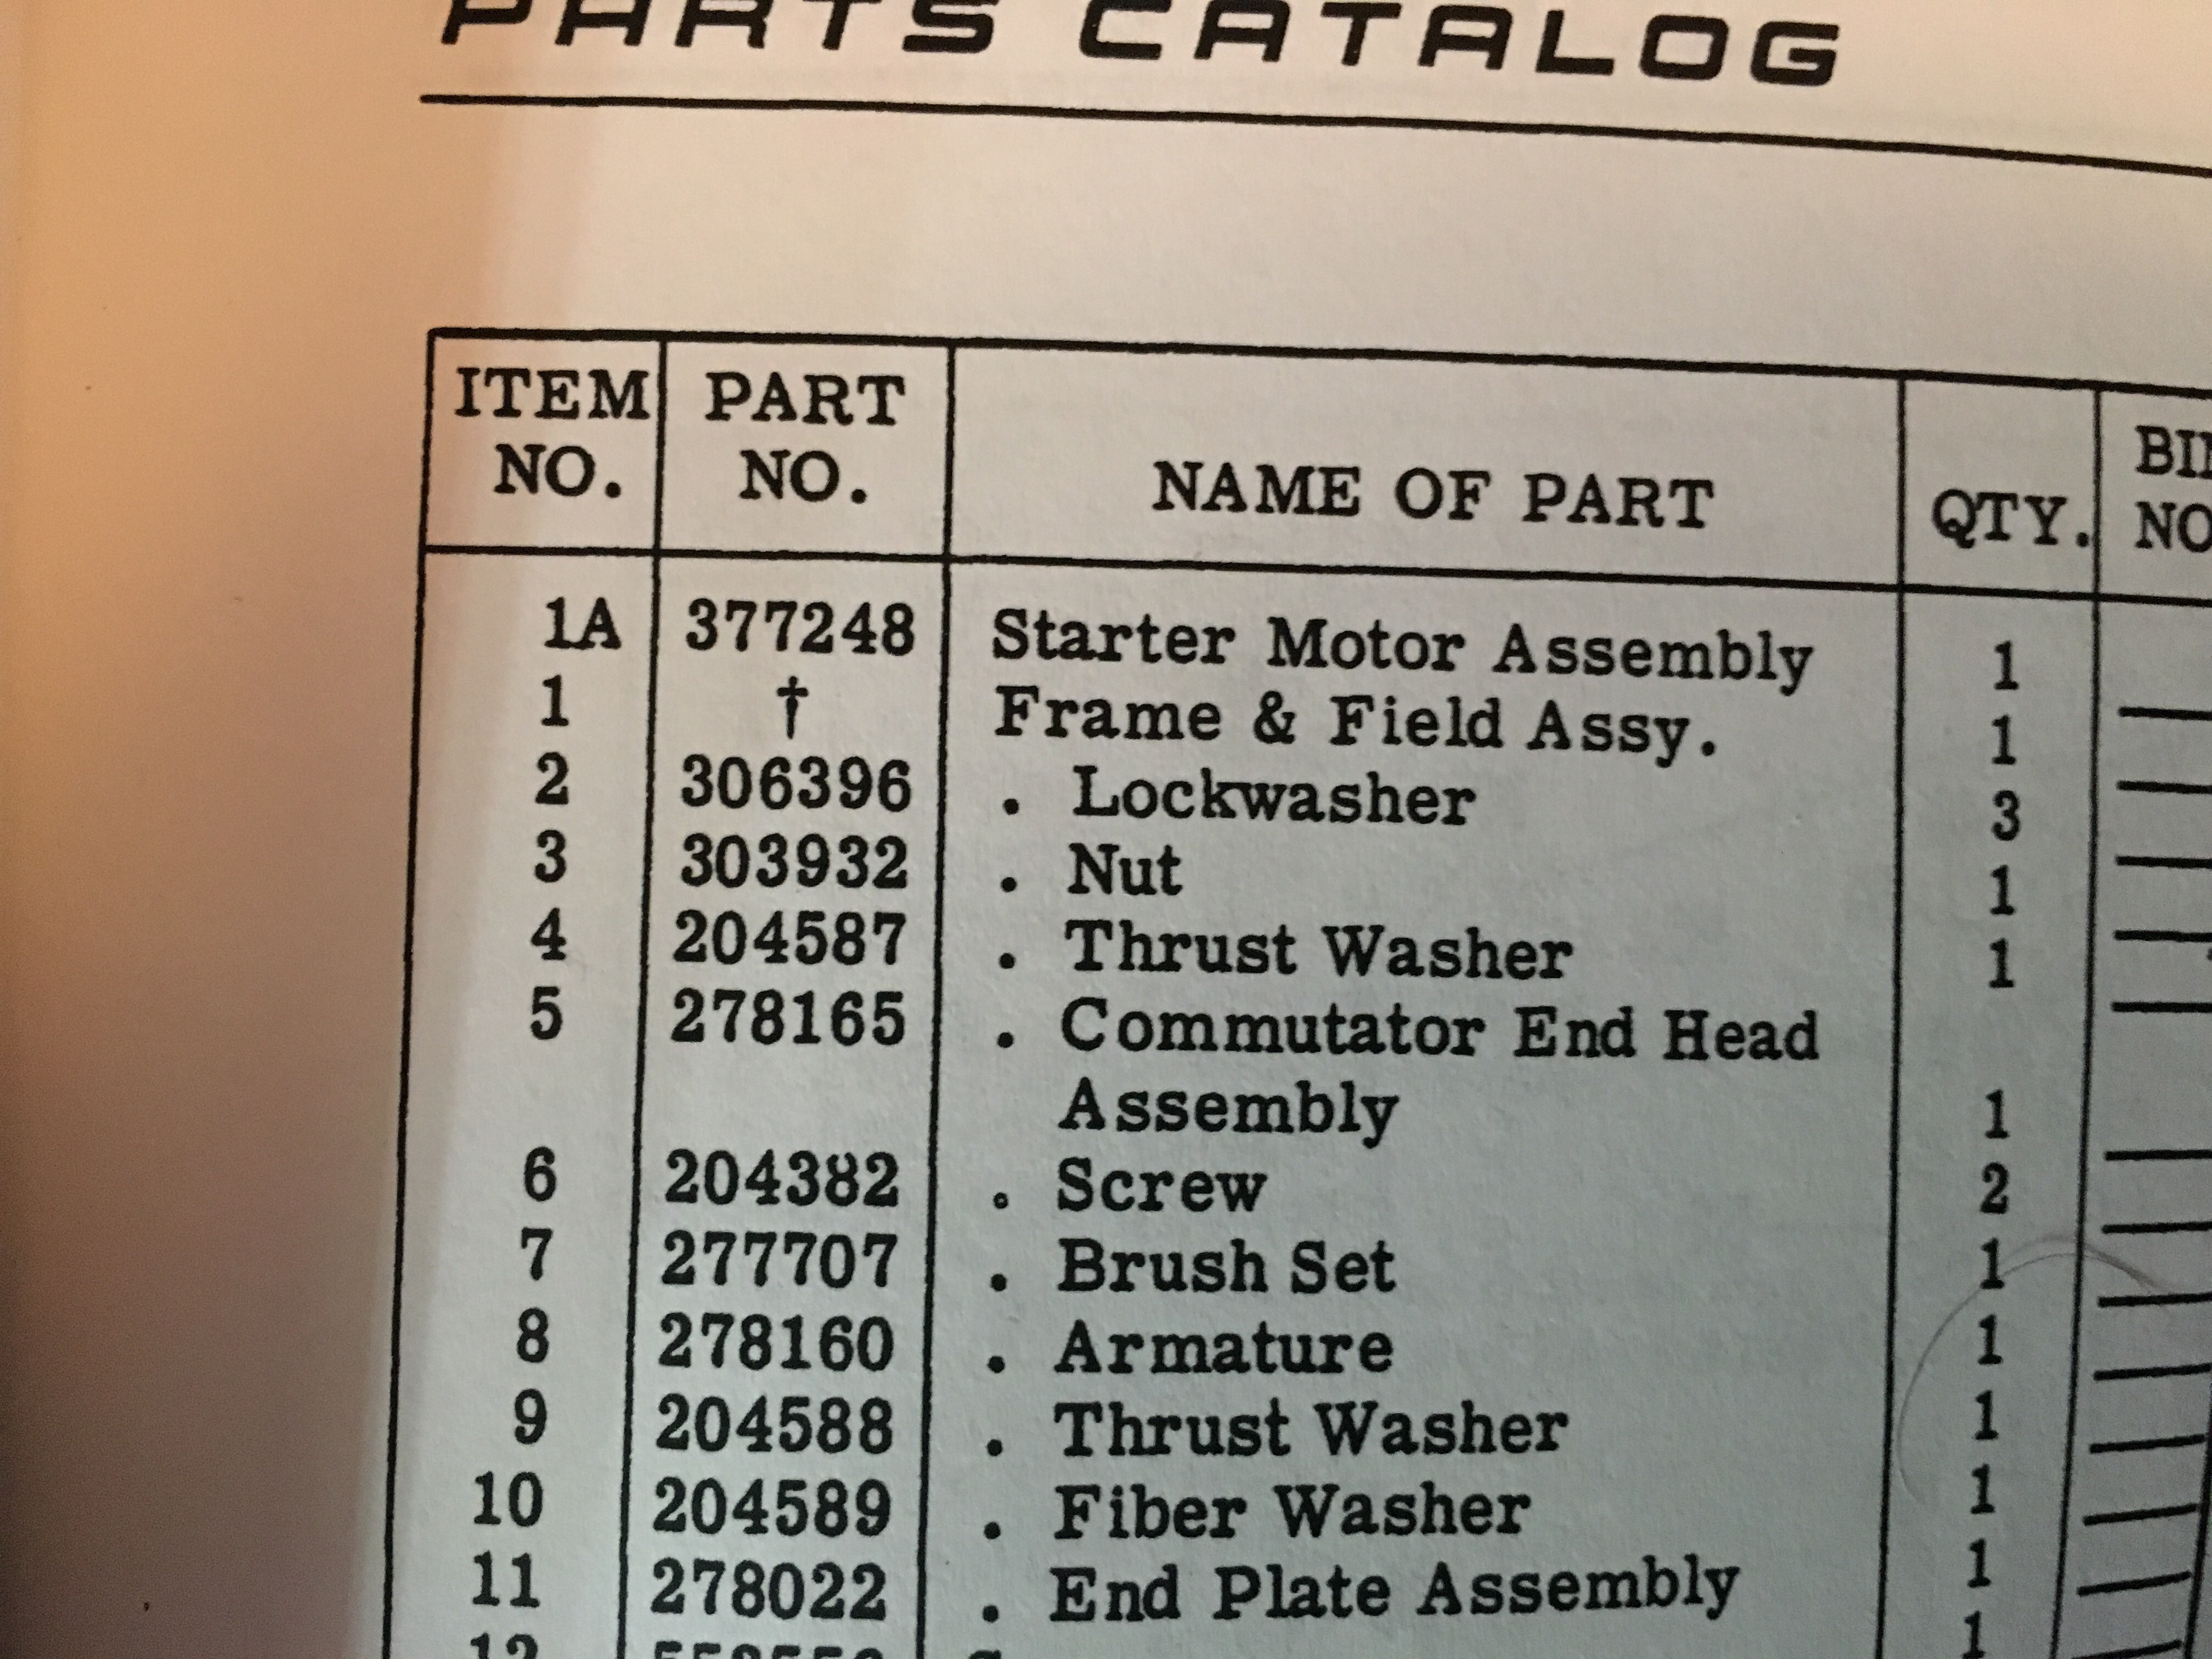 PARTS CATALOG
ITEM NO. PART NO. NAME OF PART QTY. NO
1A 377248 Starter Motor Assembly 1
1 † Frame & Field Assy. 1
2 306396 . Lockwasher 3
3 303932 . Nut 1
4 204587 . Thrust Washer 1
5 278165 . Commutator End Head
Assembly 1
6 204382 . Screw 2
7 277707 . Brush Set 1
8 278160 . Armature 1
9 204588 . Thrust Washer 1
10 204589 . Fiber Washer 1
11 278022 . End Plate Assembly 1
12 1